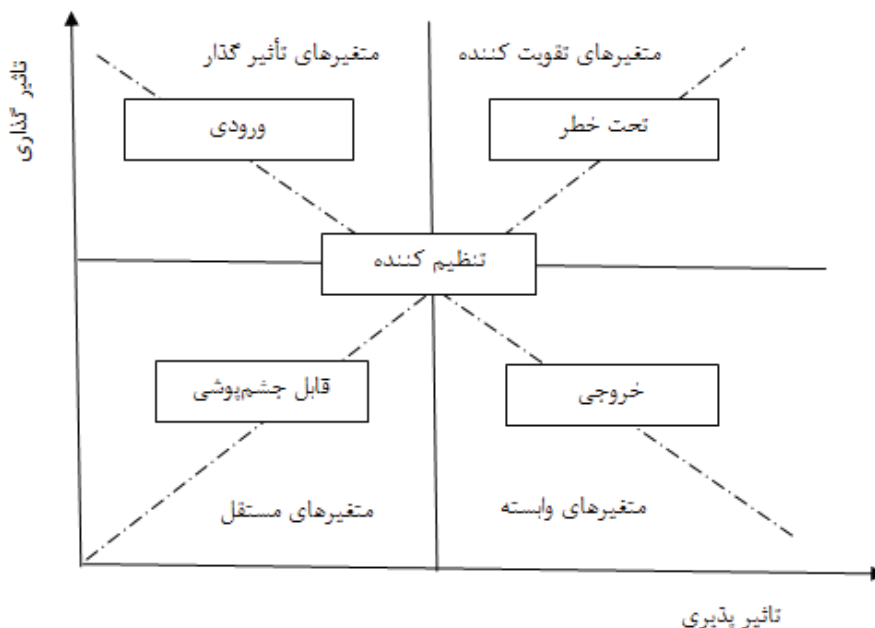 تاثیر گذاری
متغیرهای تقویت کننده
متغیرهای تأثیر گذار
تحت خطر
ورودی
تنظیم کننده
قابل جشم‌پوشی
خروجی
متغیرهای مستقل
متغیرهای وابسته
تاثیر پذیری